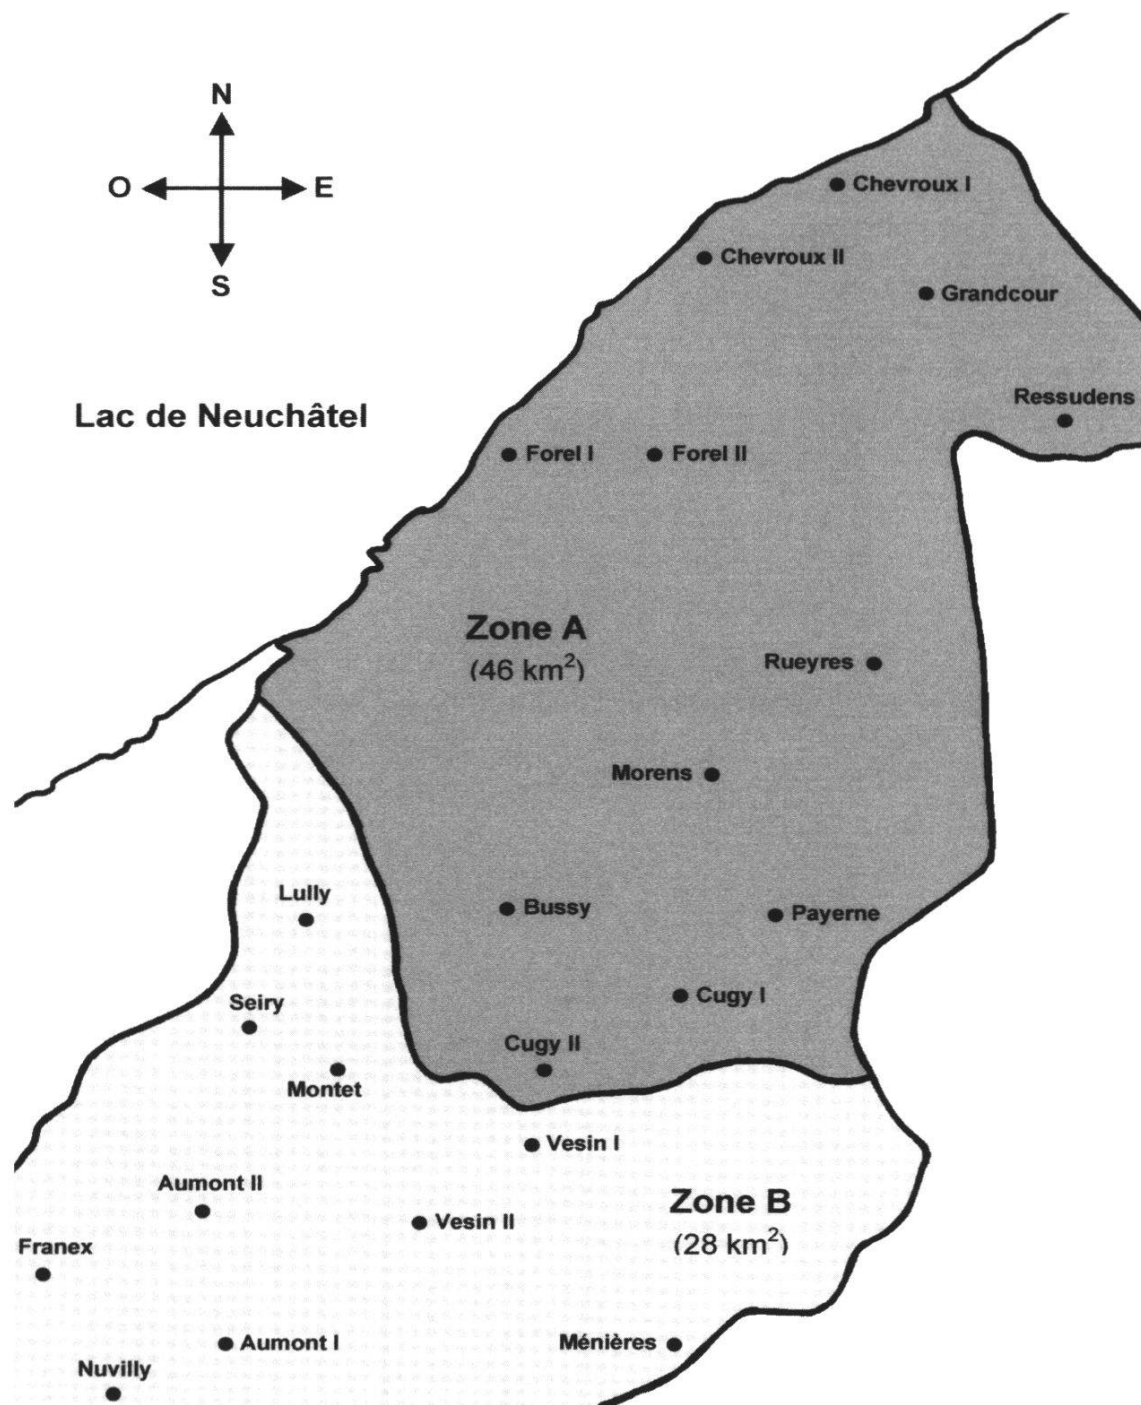 N
O E
S
Chevroux I
Chevroux II
Grandcour
Ressudens
Lac de Neuchâtel
Forel I
Forel II
Zone A
(46 km²)
Rueyres
Morens
Lully
Bussy
Payerne
Seiry
Cugy I
Cugy II
Montet
Vesin I
Aumont II
Zone B
Vesin II
(28 km²)
Franex
Aumont I
Ménières
Nuvilly